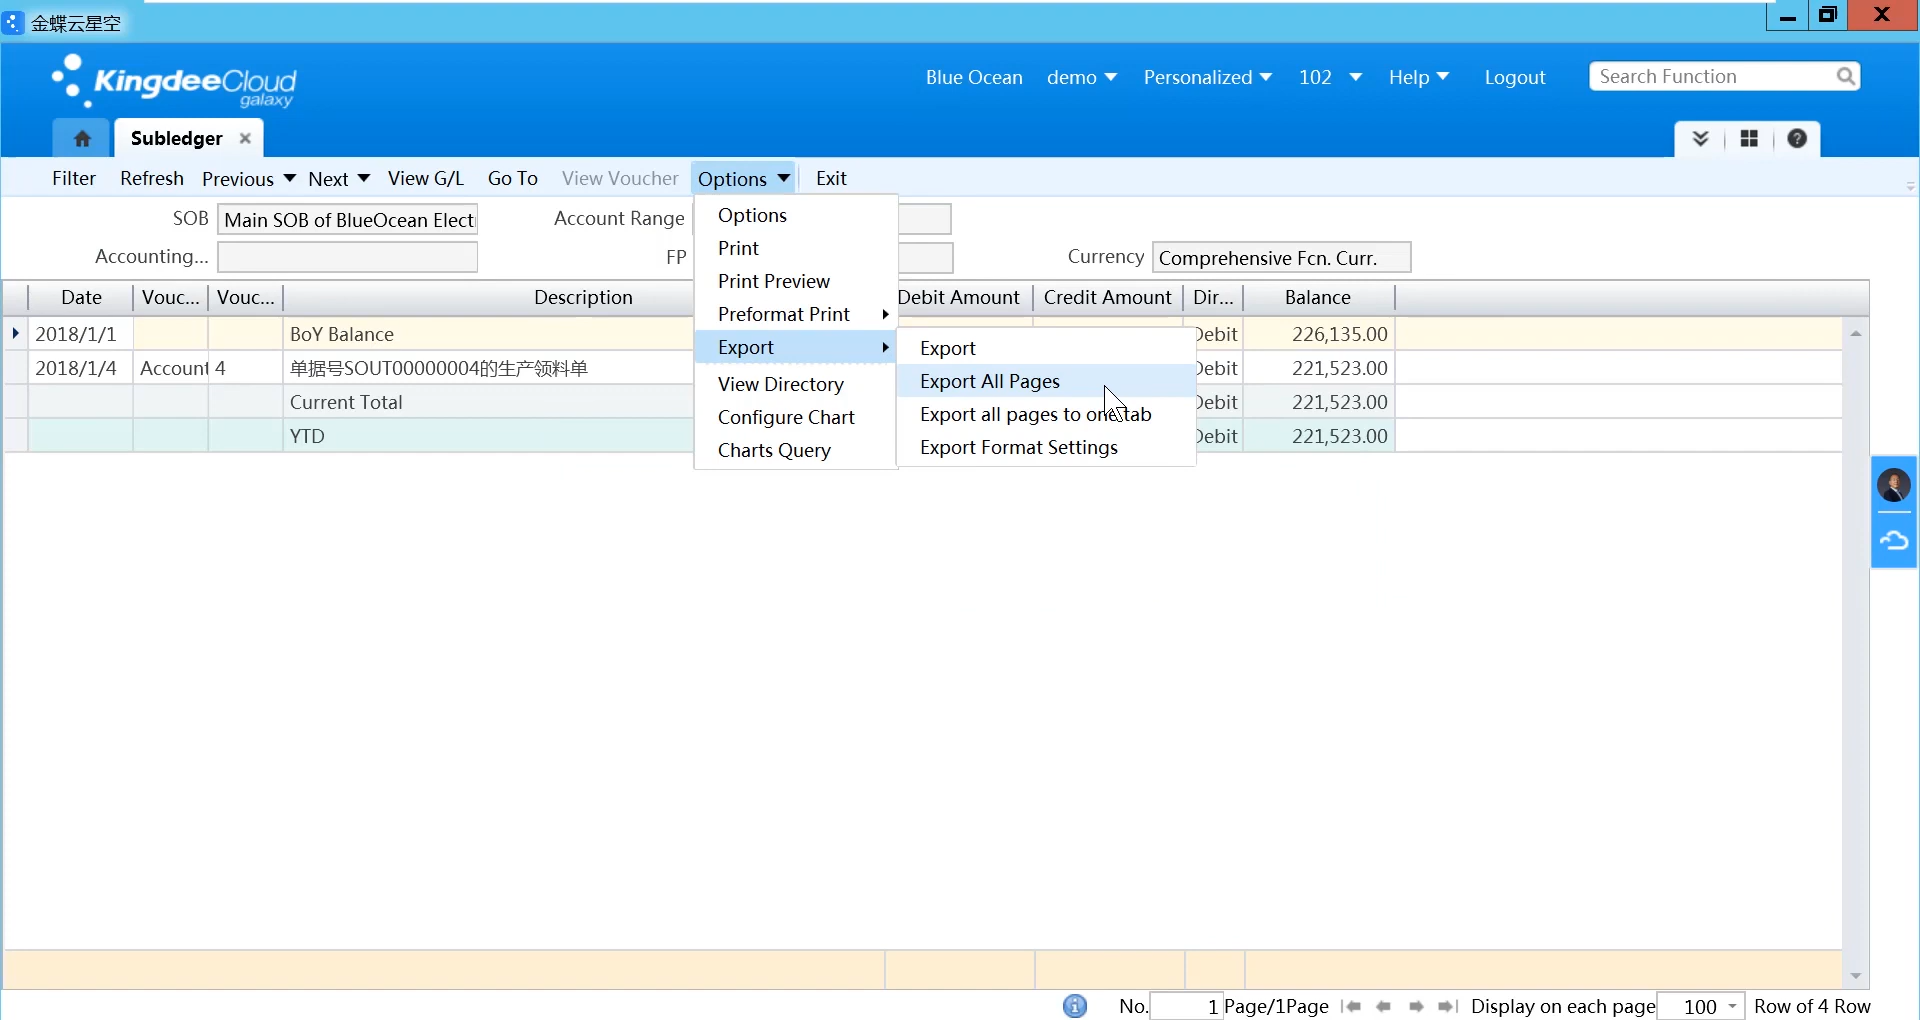 金蝶云星空
KingdeeCloud
galaxy
Blue Ocean demo Personalized 102 Help Logout Search Function
Subledger
Filter Refresh Previous Next View G/L Go To View Voucher Options Exit
SOB Main SOB of BlueOcean Elect Account Range
Accounting... FP Currency Comprehensive Fcn. Curr.
Options
Print
Print Preview
Preformat Print
Export
View Directory
Configure Chart
Charts Query
Export
Export All Pages
Export all pages to one tab
Export Format Settings
Date Vouc... Vouc... Description Debit Amount Credit Amount Dir... Balance
2018/1/1 BoY Balance Debit 226,135.00
2018/1/4 Account 4 单据号SOUT00000004的生产领料单 Debit 221,523.00
Current Total Debit 221,523.00
YTD Debit 221,523.00
No. 1 Page/1Page Display on each page 100 Row of 4 Row